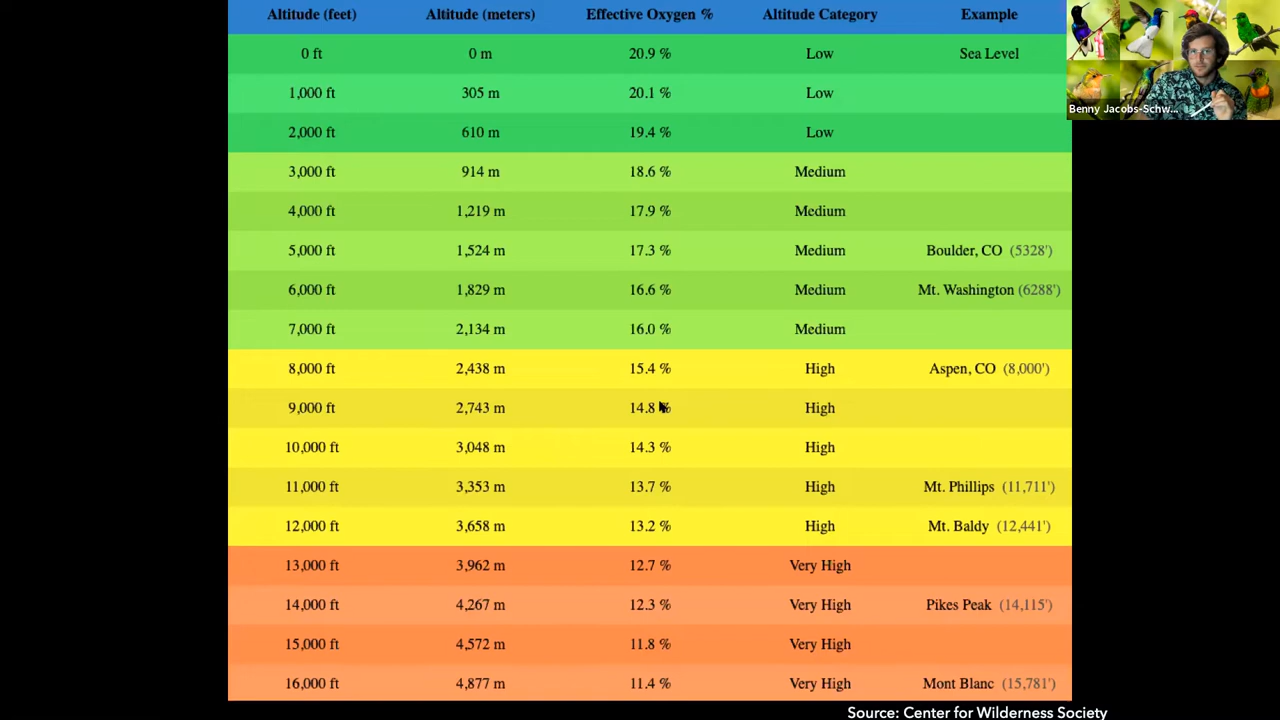 Altitude (feet) Altitude (meters) Effective Oxygen % Altitude Category Example
0 ft 0 m 20.9 % Low Sea Level
1,000 ft 305 m 20.1 % Low
Benny Jacobs-Schw...
2,000 ft 610 m 19.4 % Low
3,000 ft 914 m 18.6 % Medium
4,000 ft 1,219 m 17.9 % Medium
5,000 ft 1,524 m 17.3 % Medium Boulder, CO (5328')
6,000 ft 1,829 m 16.6 % Medium Mt. Washington (6288')
7,000 ft 2,134 m 16.0 % Medium
8,000 ft 2,438 m 15.4 % High Aspen, CO (8,000')
9,000 ft 2,743 m 14.8 % High
10,000 ft 3,048 m 14.3 % High
11,000 ft 3,353 m 13.7 % High Mt. Phillips (11,711')
12,000 ft 3,658 m 13.2 % High Mt. Baldy (12,441')
13,000 ft 3,962 m 12.7 % Very High
14,000 ft 4,267 m 12.3 % Very High Pikes Peak (14,115')
15,000 ft 4,572 m 11.8 % Very High
16,000 ft 4,877 m 11.4 % Very High Mont Blanc (15,781')
Source: Center for Wilderness Society